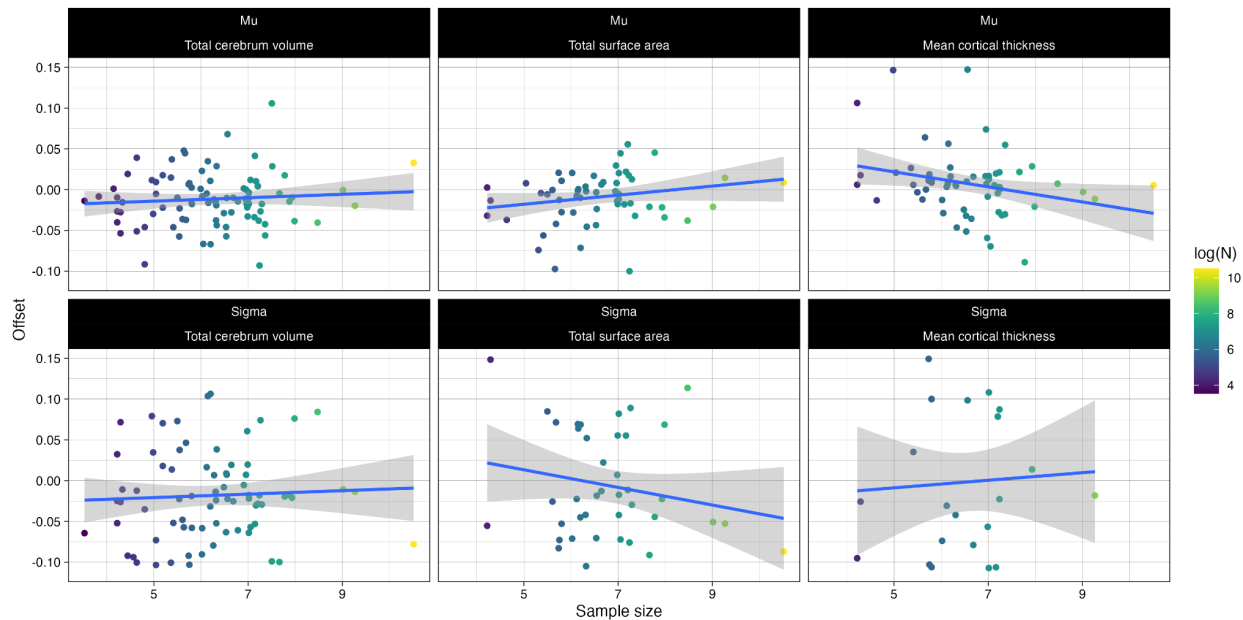 Mu
Total cerebrum volume
Mu
Total surface area
Mu
Mean cortical thickness
0.15
0.10
0.05
0.00
-0.05
-0.10
Sigma
Total cerebrum volume
Sigma
Total surface area
Sigma
Mean cortical thickness
0.15
0.10
0.05
0.00
-0.05
-0.10
5 7 9
5 7 9
5 7 9
Offset
Sample size
log(N)
10
8
6
4